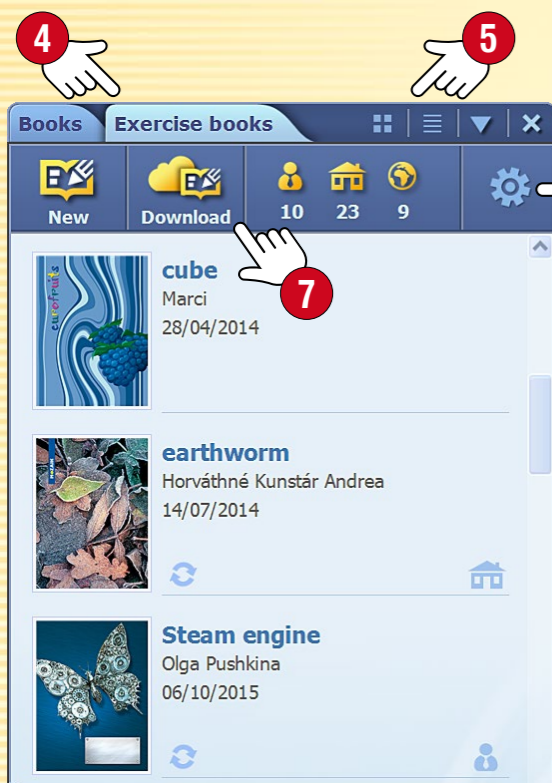 4
5
Books Exercise books
New Download 10 23 9
7
eurofruits
cube
Marci
28/04/2014
earthworm
Horváthné Kunstár Andrea
14/07/2014
Steam engine
Olga Pushkina
06/10/2015